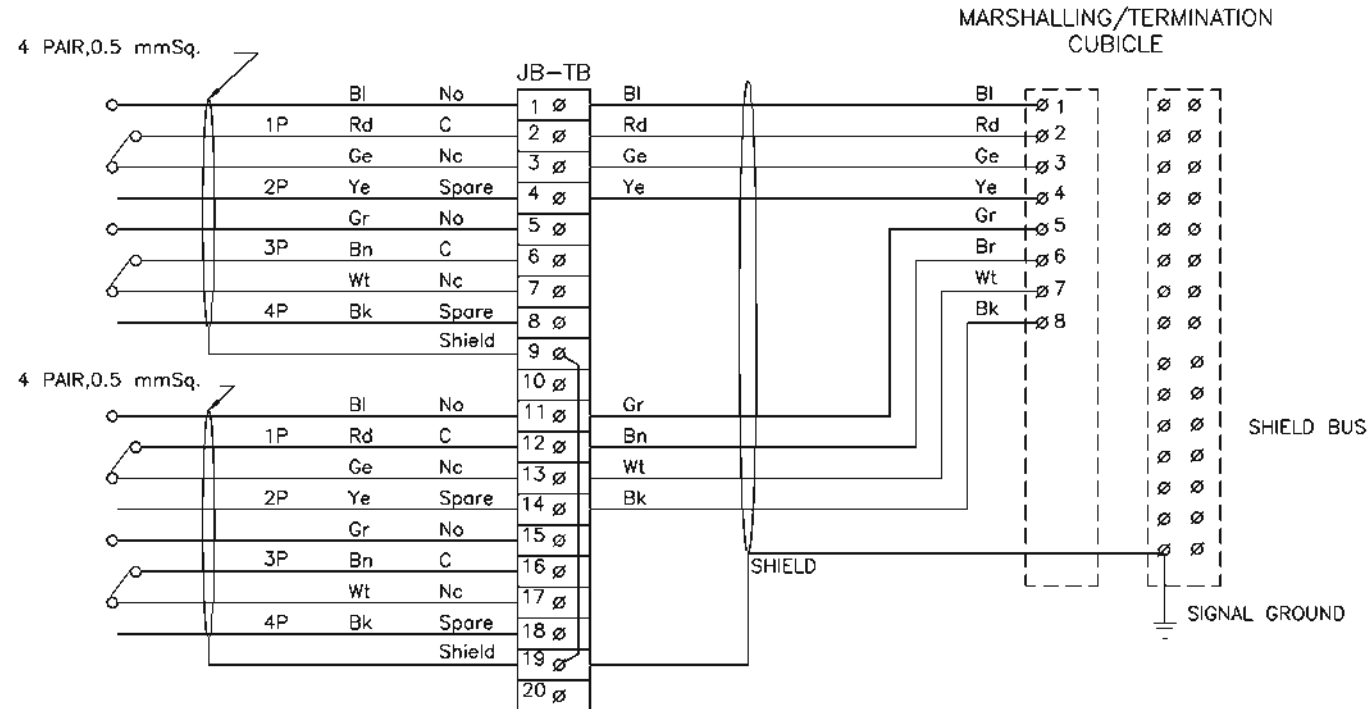 MARSHALLING/TERMINATION
CUBICLE
4 PAIR,0.5 mmSq.
JB-TB
Bl No 1 Bl Bl 1
1P Rd C 2 Rd Rd 2
Ge Nc 3 Ge Ge 3
2P Ye Spare 4 Ye Ye 4
Gr No 5 Gr 5
3P Bn C 6 Br 6
Wt Nc 7 Wt 7
4P Bk Spare 8 Bk 8
Shield 9
4 PAIR,0.5 mmSq.
10
Bl No 11 Gr
1P Rd C 12 Bn
SHIELD BUS
Ge Nc 13 Wt
2P Ye Spare 14 Bk
Gr No 15
3P Bn C 16 SHIELD
Wt Nc 17
SIGNAL GROUND
4P Bk Spare 18
Shield 19
20